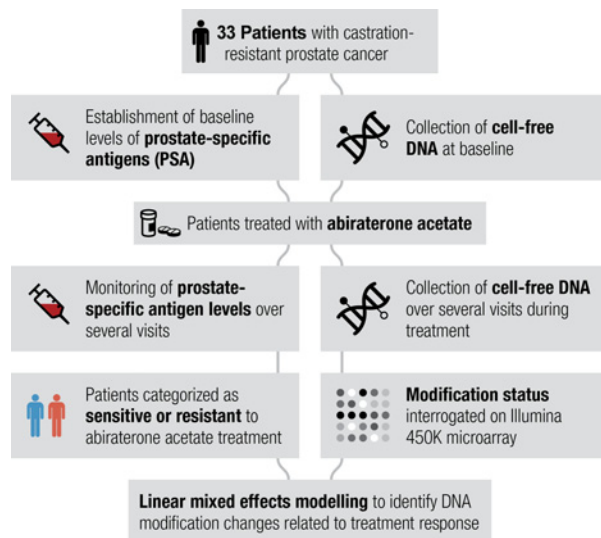 33 Patients with castration-
resistant prostate cancer
Establishment of baseline
levels of prostate-specific
antigens (PSA)
Collection of cell-free
DNA at baseline
Patients treated with abiraterone acetate
Monitoring of prostate-
specific antigen levels over
several visits
Collection of cell-free DNA
over several visits during
treatment
Patients categorized as
sensitive or resistant to
abiraterone acetate treatment
Modification status
interrogated on Illumina
450K microarray
Linear mixed effects modelling to identify DNA
modification changes related to treatment response